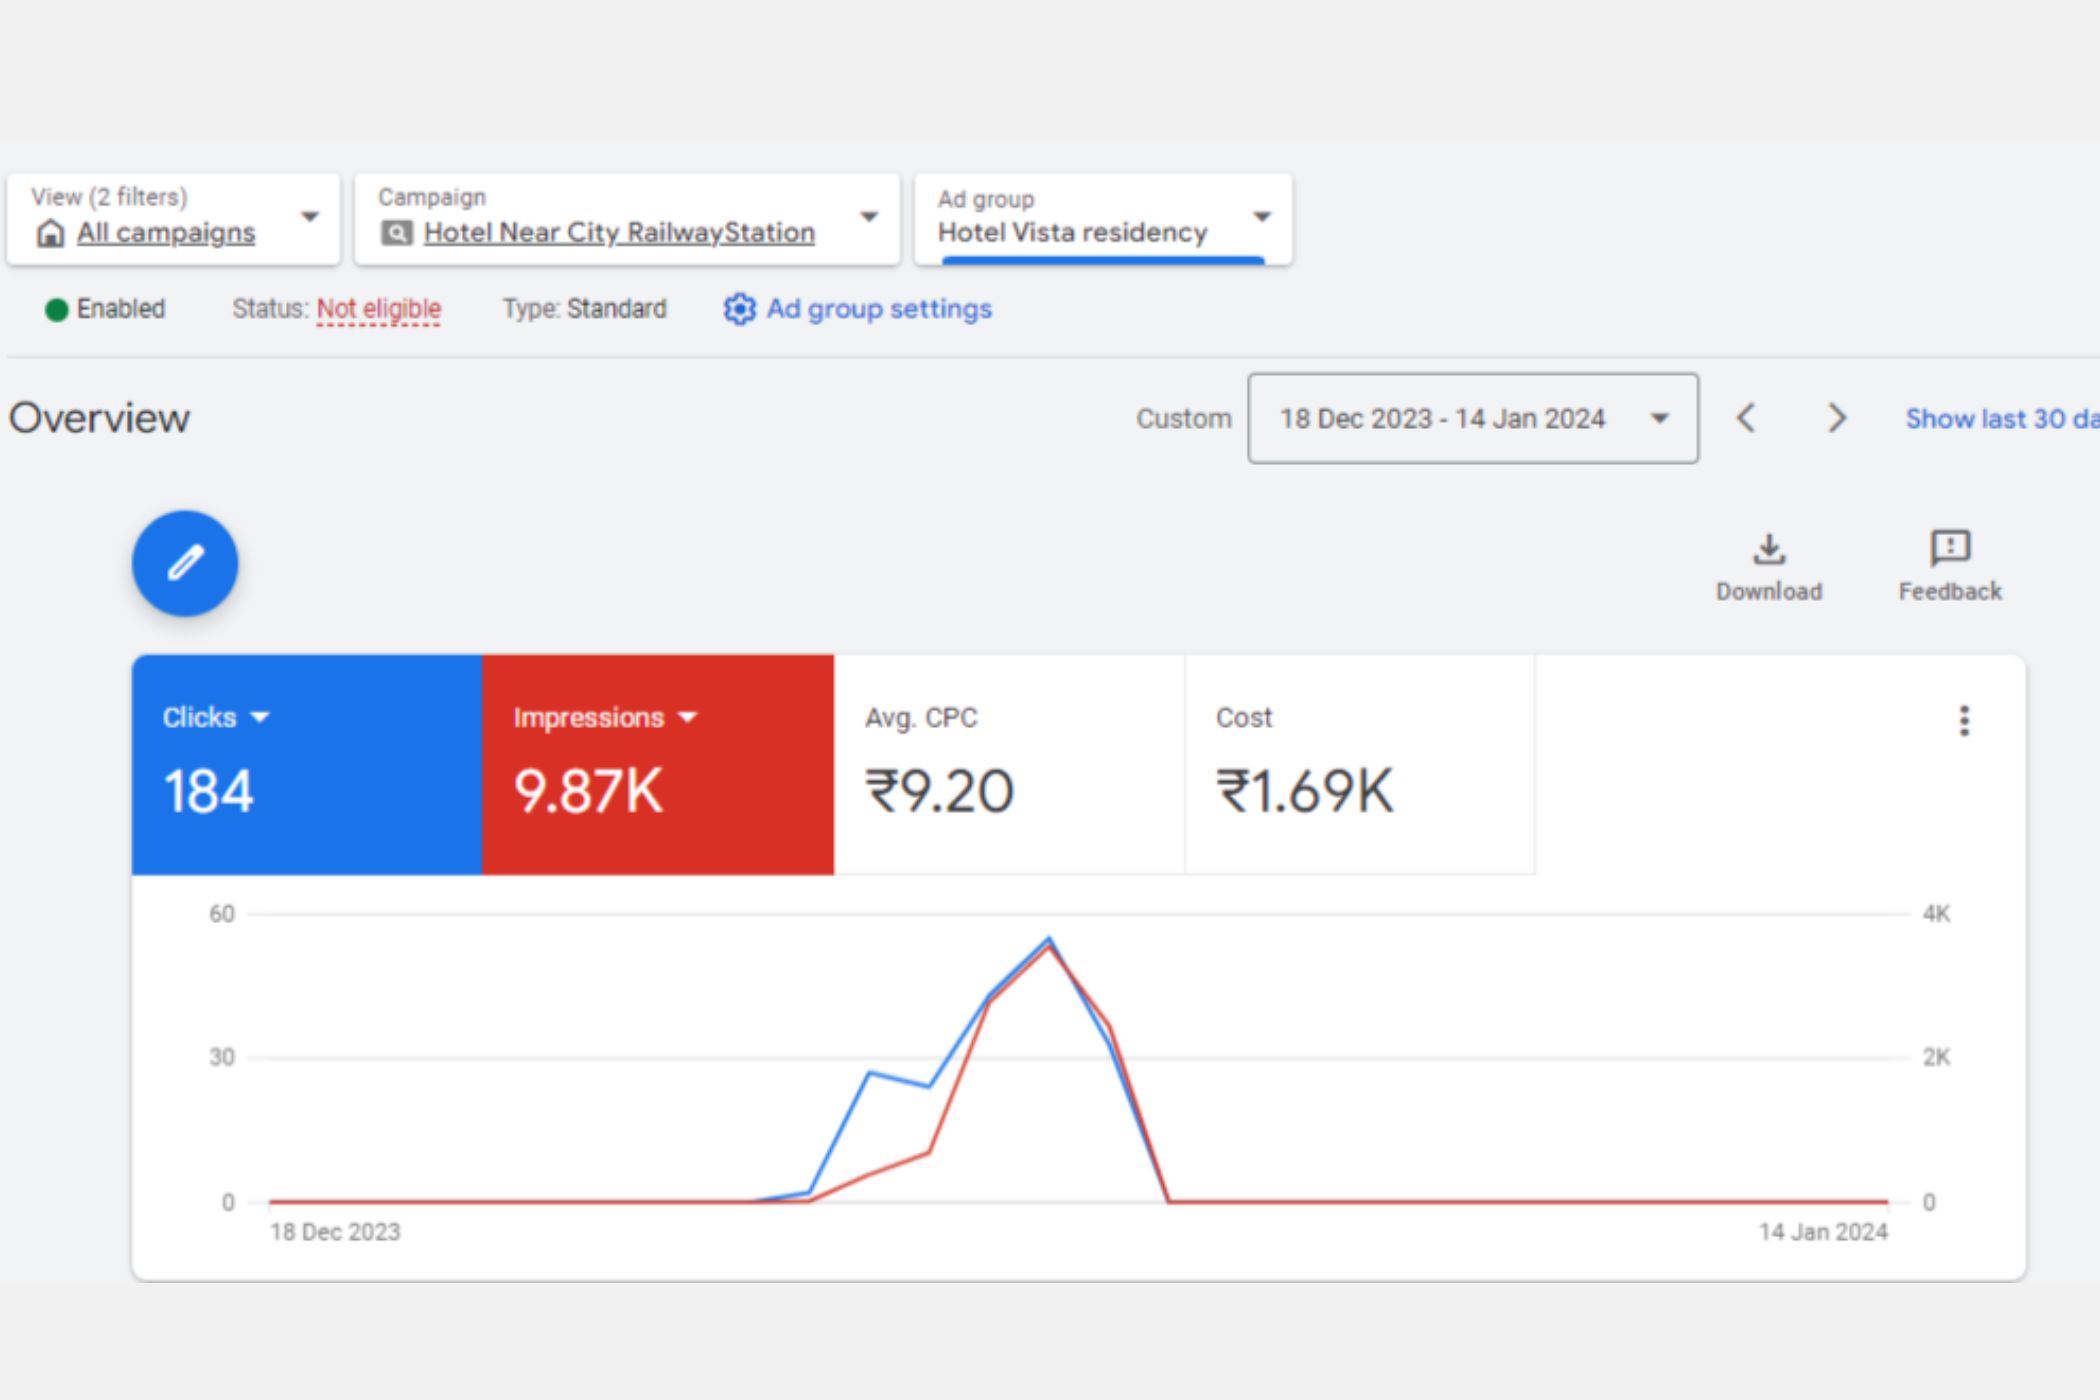 View (2 filters)
All campaigns
Campaign
Hotel Near City RailwayStation
Ad group
Hotel Vista residency
Enabled
Status: Not eligible
Type: Standard
Ad group settings
Overview
Custom
18 Dec 2023 - 14 Jan 2024
Show last 30 da
Download
Feedback
Clicks
184
Impressions
9.87K
Avg. CPC
₹9.20
Cost
₹1.69K
60
4K
30
2K
0
0
18 Dec 2023
14 Jan 2024